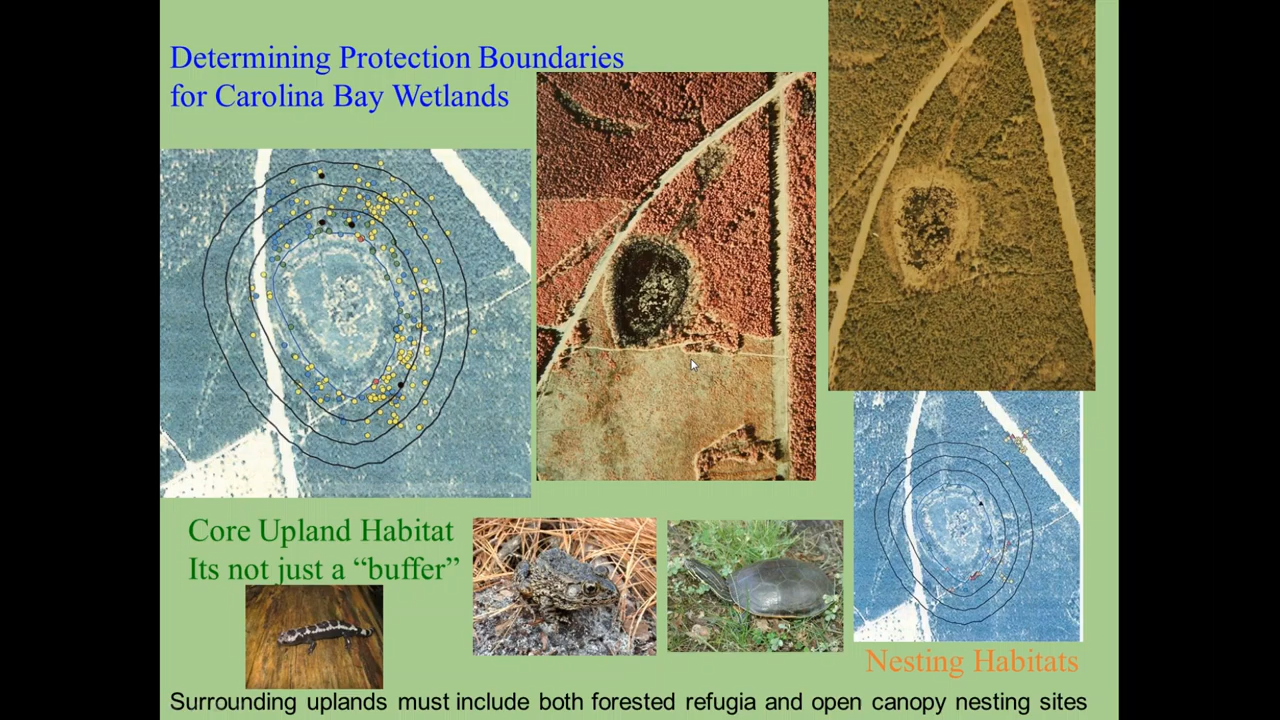 Determining Protection Boundaries
for Carolina Bay Wetlands
Core Upland Habitat
Its not just a “buffer”
Nesting Habitats
Surrounding uplands must include both forested refugia and open canopy nesting sites